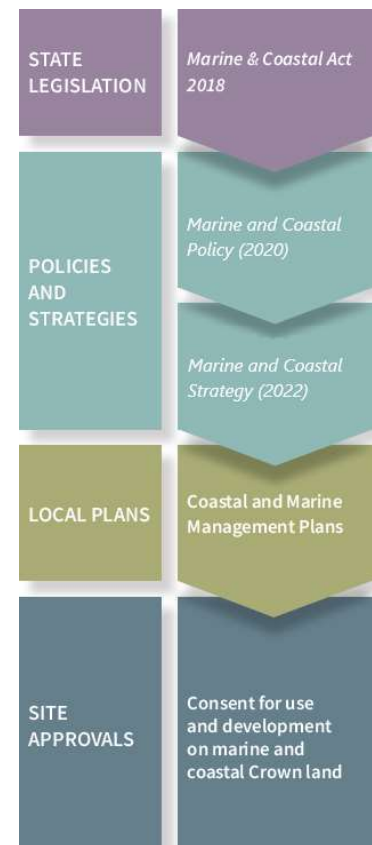 STATE
LEGISLATION
Marine & Coastal Act
2018
POLICIES
AND
STRATEGIES
Marine and Coastal
Policy (2020)
Marine and Coastal
Strategy (2022)
LOCAL PLANS
Coastal and Marine
Management Plans
SITE
APPROVALS
Consent for use
and development
on marine and
coastal Crown land